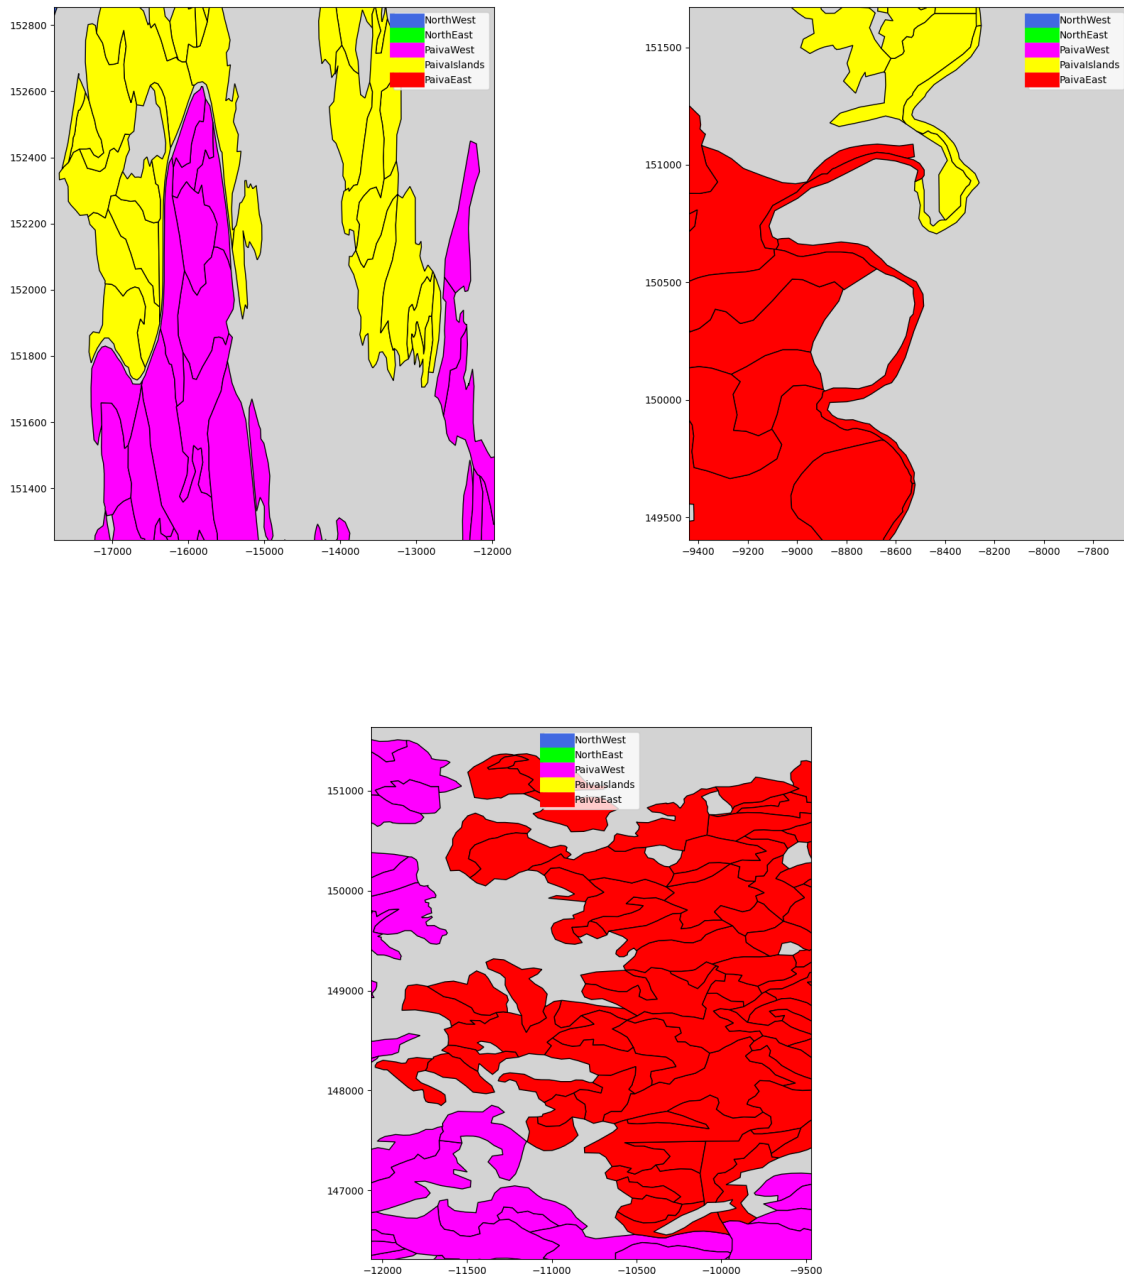 152800
152600
152400
152200
152000
151800
151600
151400
−17000 −16000 −15000 −14000 −13000 −12000
NorthWest
NorthEast
PaivaWest
PaivaIslands
PaivaEast
151500
151000
150500
150000
149500
−9400 −9200 −9000 −8800 −8600 −8400 −8200 −8000 −7800
NorthWest
NorthEast
PaivaWest
PaivaIslands
PaivaEast
151000
150000
149000
148000
147000
−12000 −11500 −11000 −10500 −10000 −9500
NorthWest
NorthEast
PaivaWest
PaivaIslands
PaivaEast